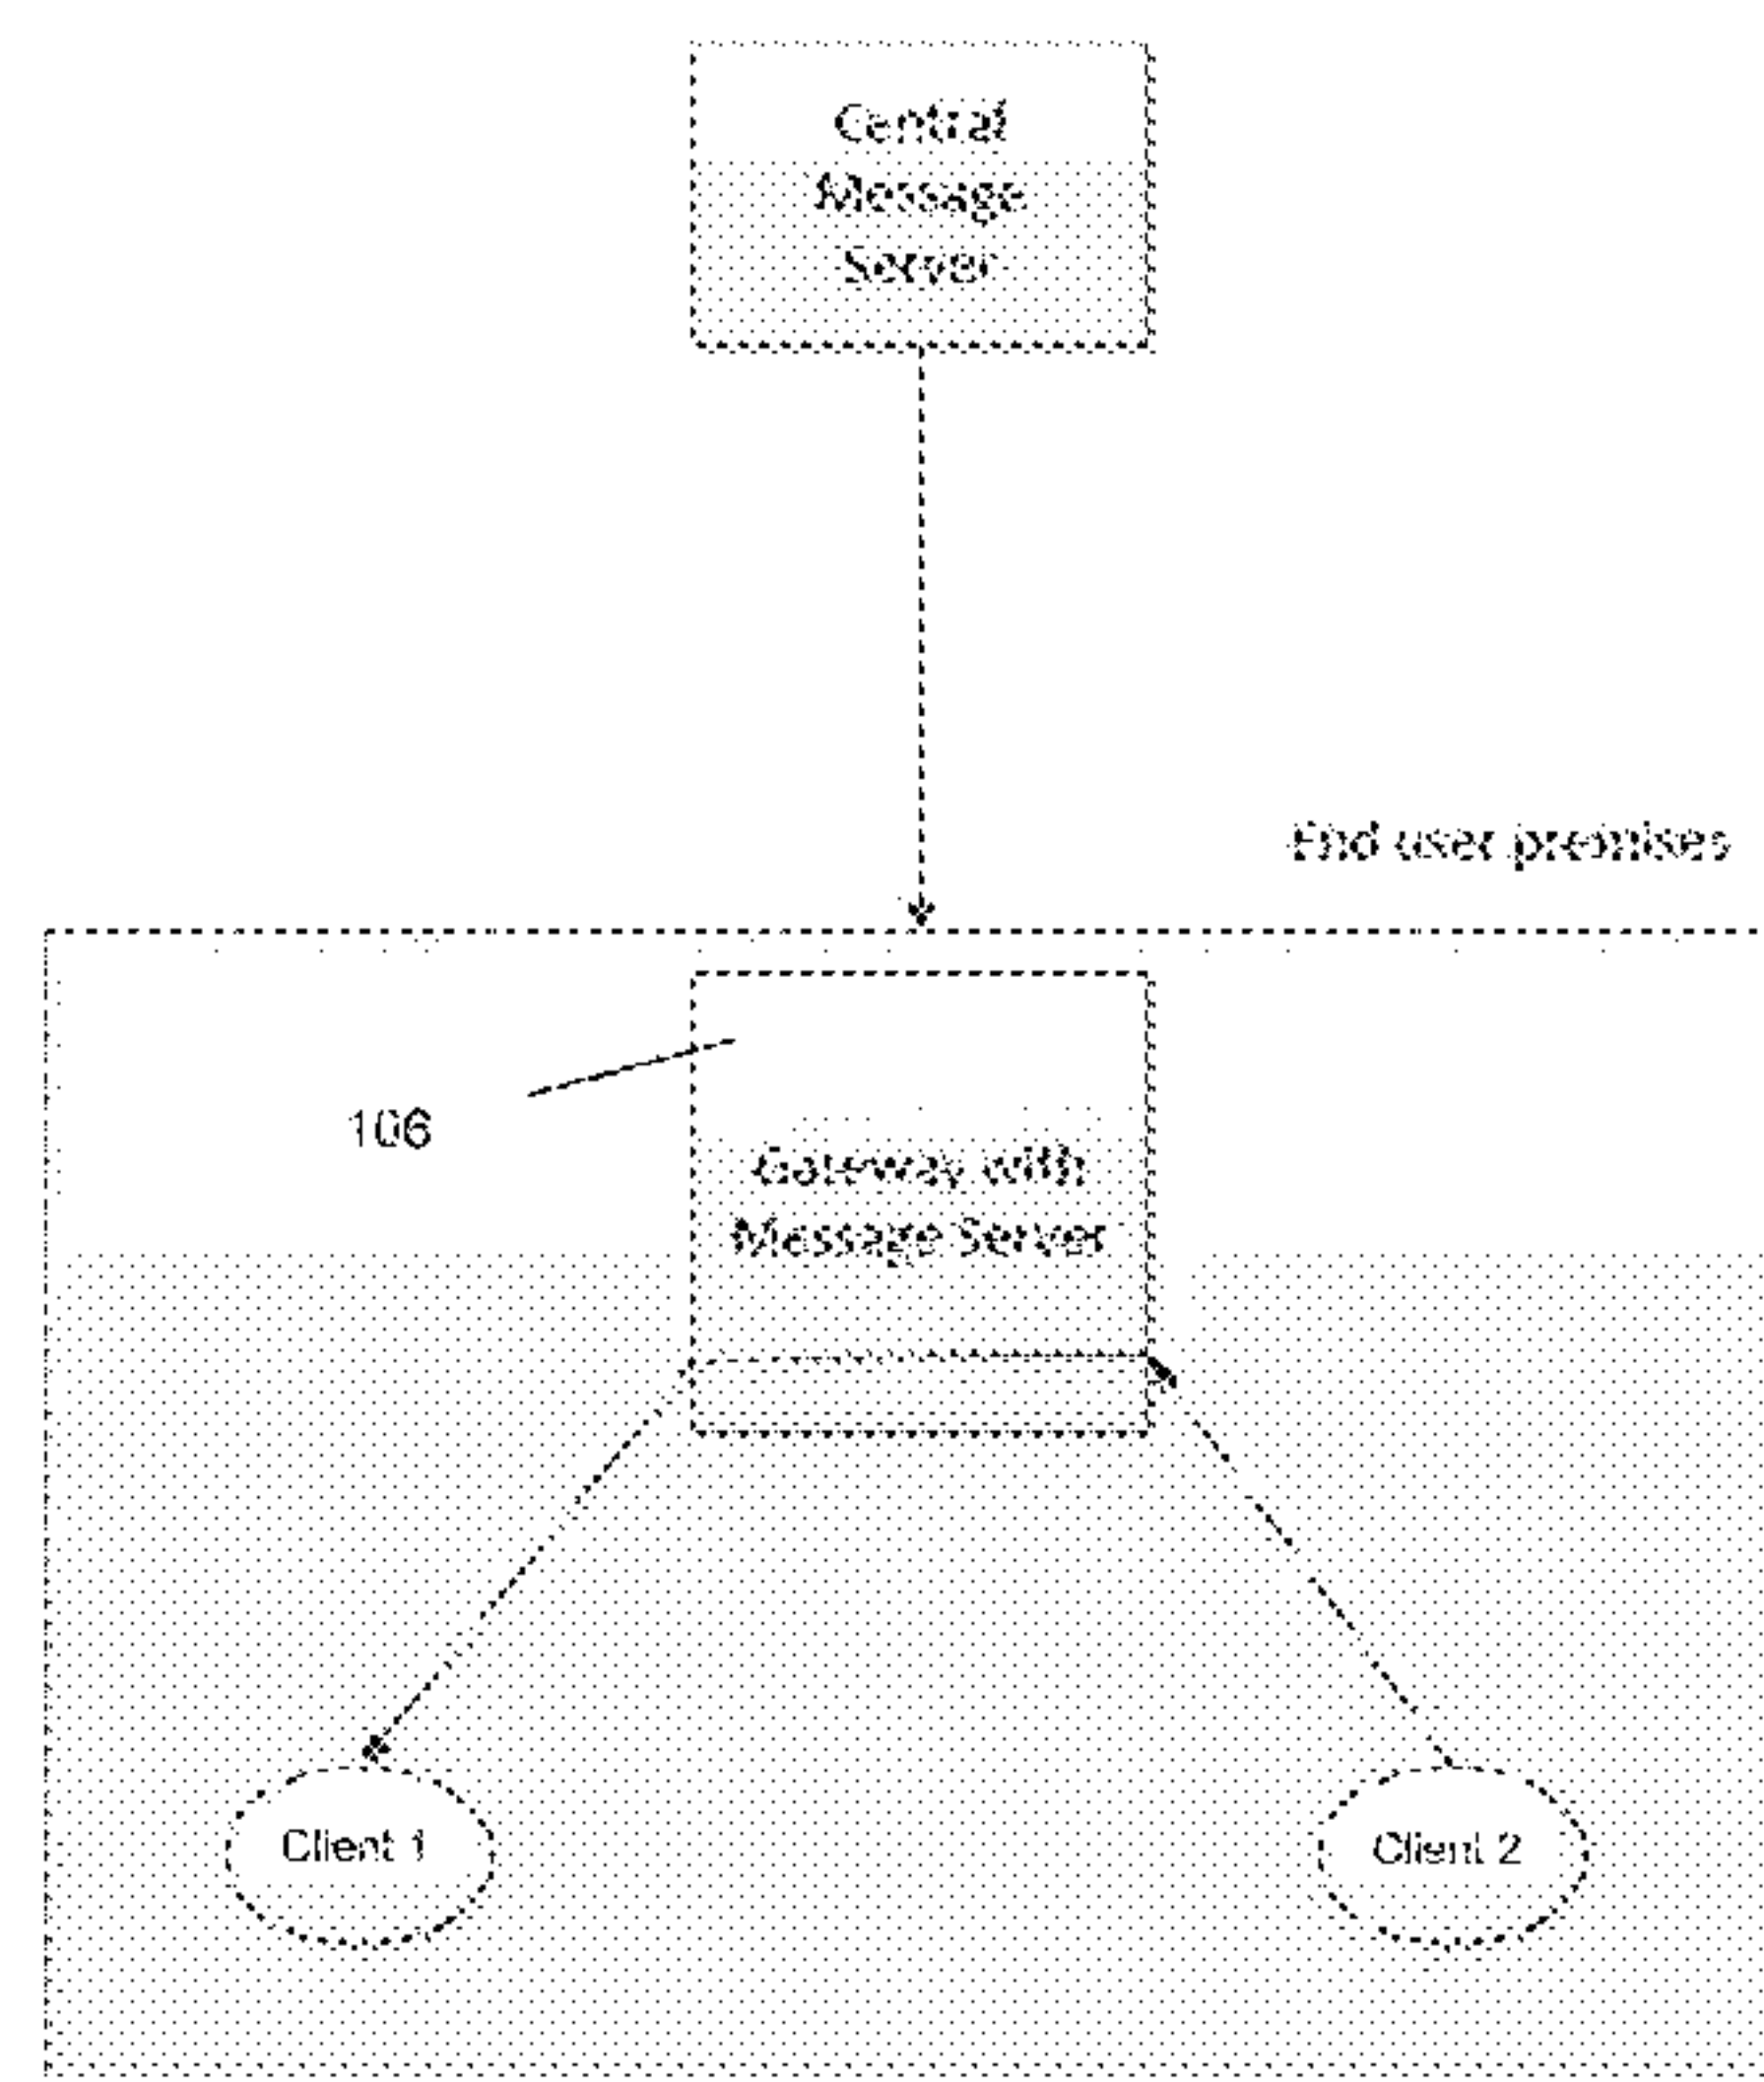 Central
Message
Server
End user premises
106
Gateway with
Message Server
Client 1
Client 2